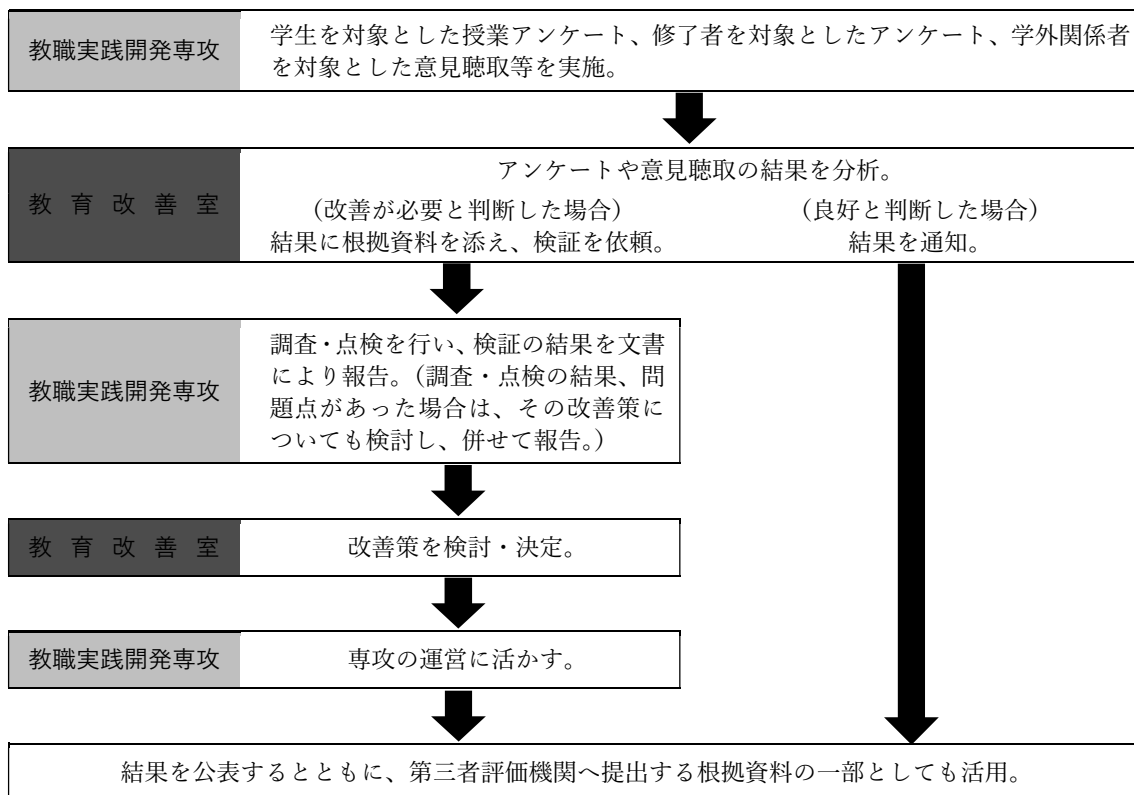 教職実践開発専攻
学生を対象とした授業アンケート、修了者を対象としたアンケート、学外関係者
を対象とした意見聴取等を実施。
教育改善室
アンケートや意見聴取の結果を分析。
(改善が必要と判断した場合)
結果に根拠資料を添え、検証を依頼。
(良好と判断した場合)
結果を通知。
教職実践開発専攻
調査・点検を行い、検証の結果を文書
により報告。(調査・点検の結果、問
題点があった場合は、その改善策に
ついても検討し、併せて報告。)
教育改善室
改善策を検討・決定。
教職実践開発専攻
専攻の運営に活かす。
結果を公表するとともに、第三者評価機関へ提出する根拠資料の一部としても活用。